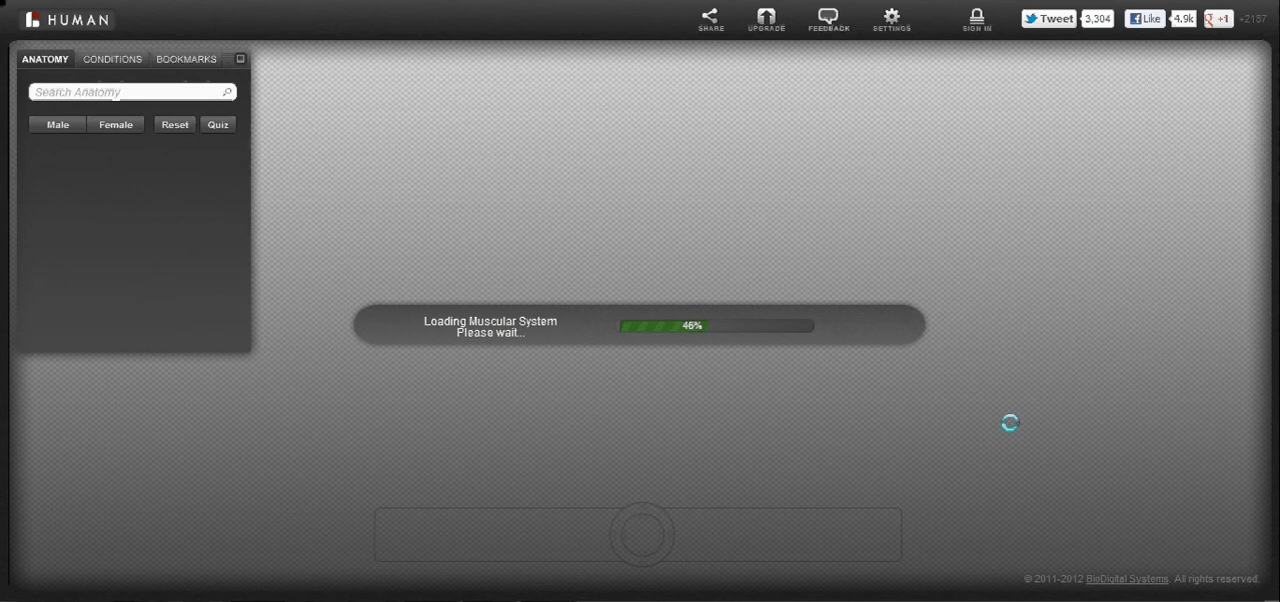 HUMAN
SHARE
UPGRADE
FEEDBACK
SETTINGS
SIGN IN
Tweet 3,304
Like 4.9k
+1 +2187
ANATOMY CONDITIONS BOOKMARKS
Search Anatomy
Male Female Reset Quiz
Loading Muscular System
Please wait...
46%
© 2011-2012 BioDigital Systems. All rights reserved.